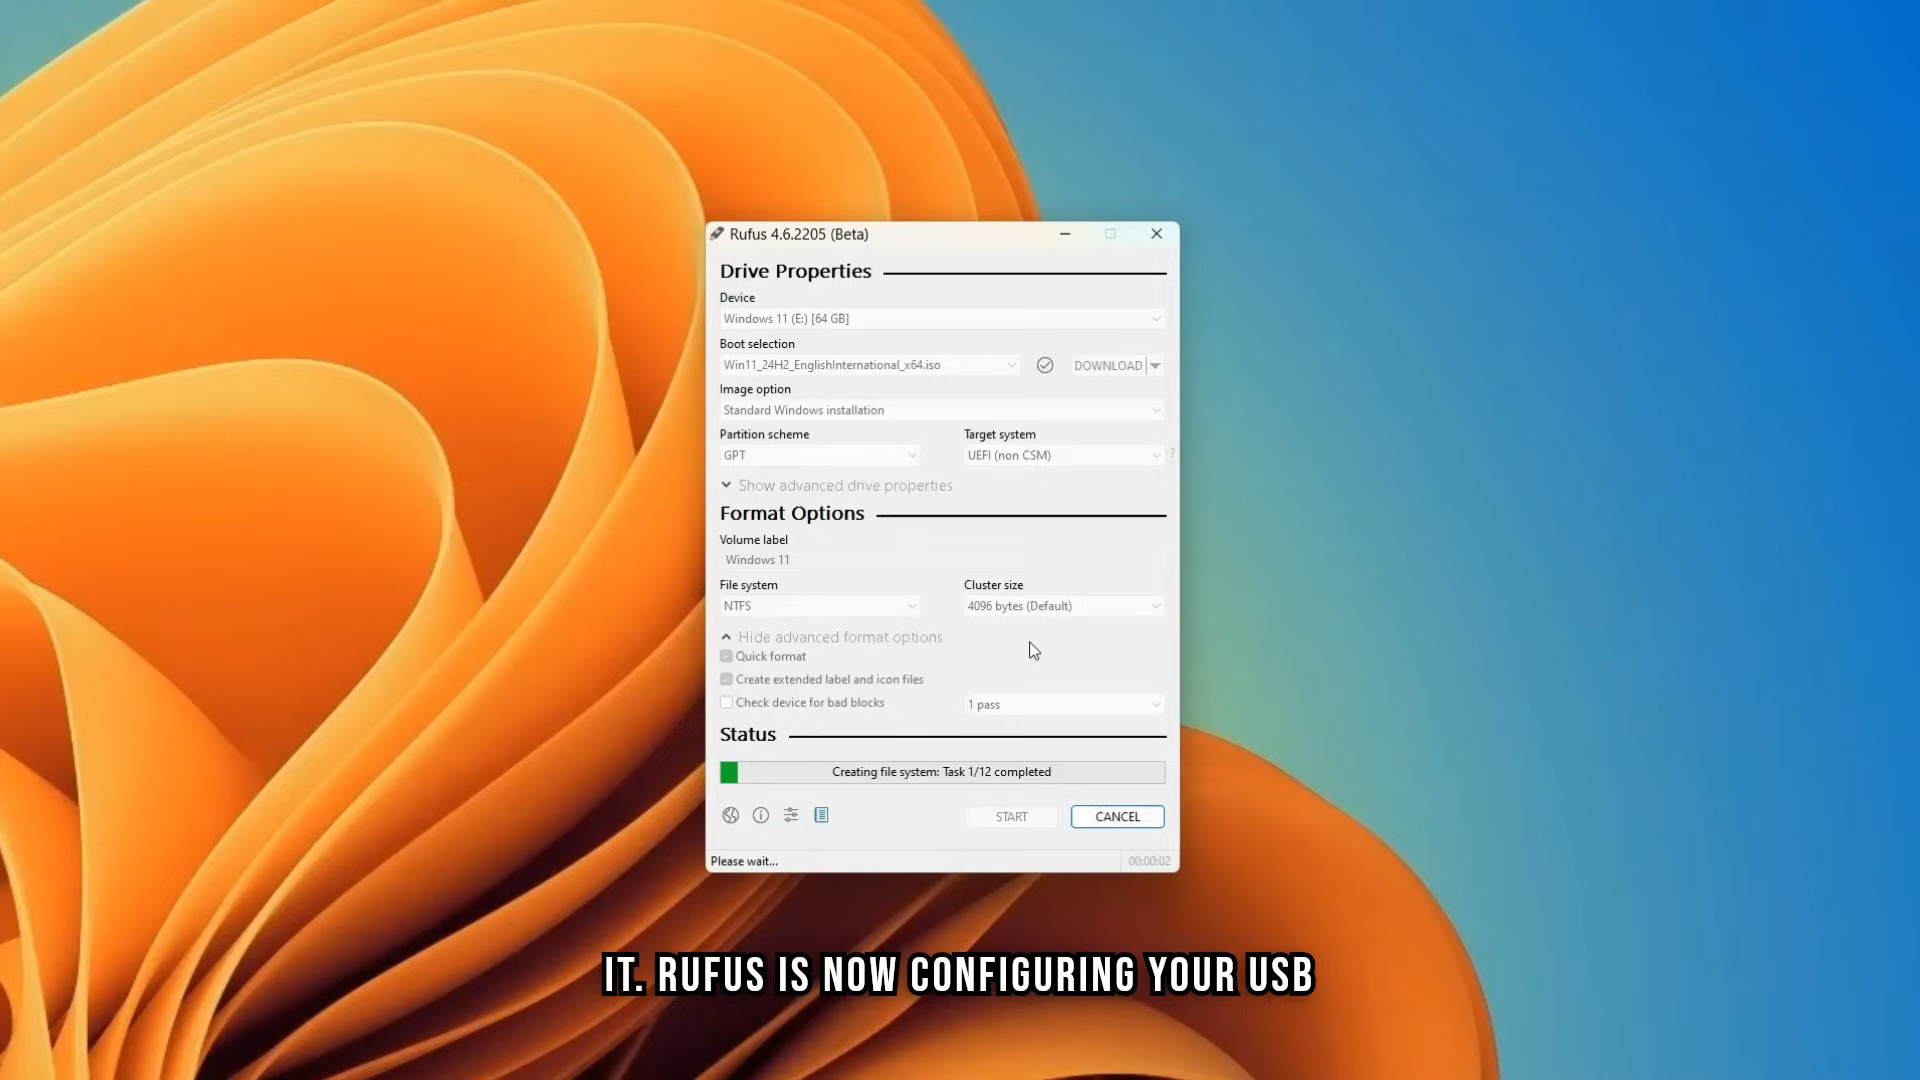 Rufus 4.6.2205 (Beta)
Drive Properties
Device
Windows 11 (E:) [64 GB]
Boot selection
Win11_24H2_EnglishInternational_x64.iso
DOWNLOAD
Image option
Standard Windows installation
Partition scheme
Target system
GPT
UEFI (non CSM)
?
Show advanced drive properties
Format Options
Volume label
Windows 11
File system
Cluster size
NTFS
4096 bytes (Default)
Hide advanced format options
Quick format
Create extended label and icon files
Check device for bad blocks
1 pass
Status
Creating file system: Task 1/12 completed
START
CANCEL
Please wait...
00:00:02
IT. RUFUS IS NOW CONFIGURING YOUR USB